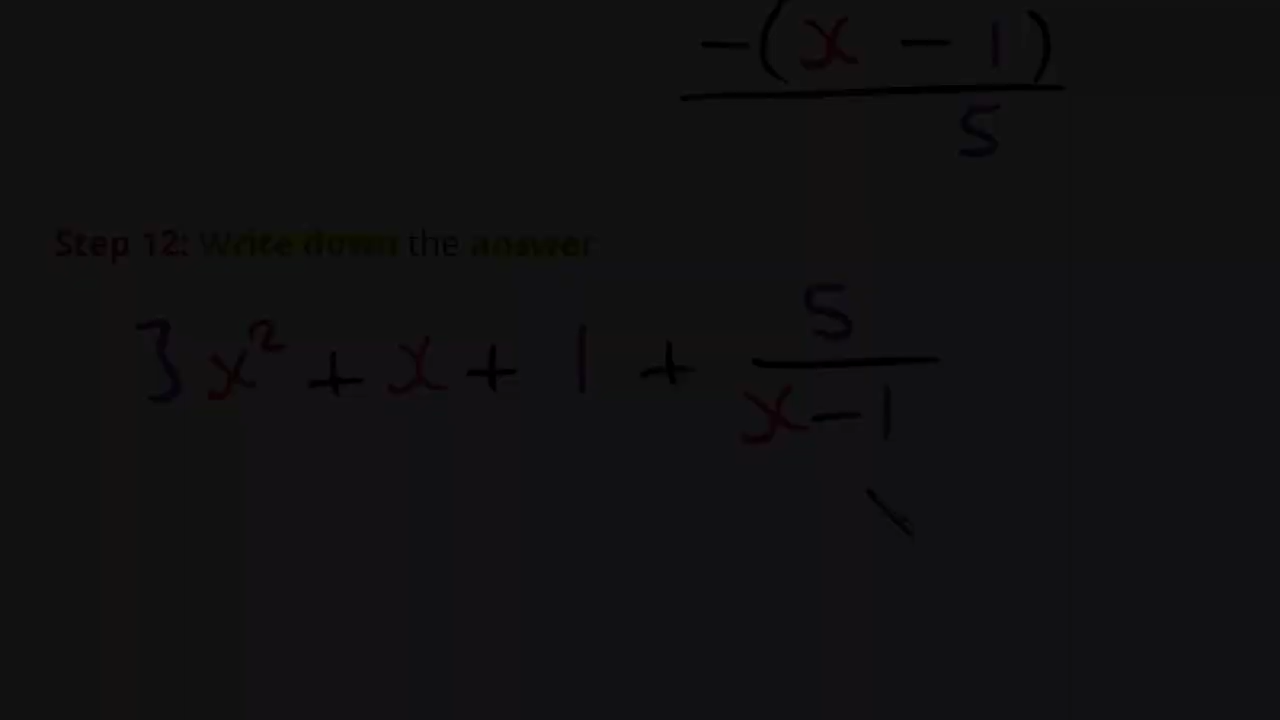 -(x - 1)
5
Step 12: Write down the answer
3x² + x + 1 + 5
x-1